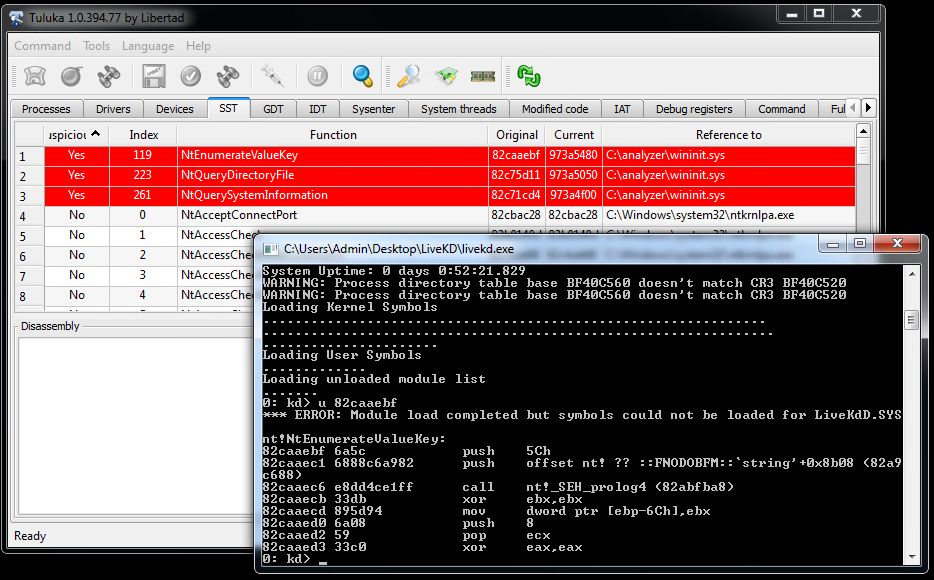 Tuluka 1.0.394.77 by Libertad
Command Tools Language Help
Processes Drivers Devices SST GDT IDT Sysenter System threads Modified code IAT Debug registers Command Ful
uspiciou Index Function Original Current Reference to
1 Yes 119 NtEnumerateValueKey 82caaebf 973a5480 C:\analyzer\wininit.sys
2 Yes 223 NtQueryDirectoryFile 82c75d11 973a5050 C:\analyzer\wininit.sys
3 Yes 261 NtQuerySystemInformation 82c71cd4 973a4f00 C:\analyzer\wininit.sys
4 No 0 NtAcceptConnectPort 82cbac28 82cbac28 C:\Windows\system32\ntkrnlpa.exe
5 No 1 NtAccessChec
6 No 2 NtAccessChec
7 No 3 NtAccessChec
8 No 4 NtAccessChec
Disassembly
Ready
C:\Users\Admin\Desktop\LiveKD\livekd.exe
System Uptime: 0 days 0:52:21.829
WARNING: Process directory table base BF40C560 doesn't match CR3 BF40C520
WARNING: Process directory table base BF40C560 doesn't match CR3 BF40C520
Loading Kernel Symbols
...............................................................
................................................................
......................
Loading User Symbols
.............
Loading unloaded module list
.......
0: kd> u 82caaebf
*** ERROR: Module load completed but symbols could not be loaded for LiveKdD.SYS
nt!NtEnumerateValueKey:
82caaebf 6a5c push 5Ch
82caaec1 6888c6a982 push offset nt! ?? ::FNODOBFM::`string'+0x8b08 (82a9
c688)
82caaec6 e8dd4ce1ff call nt!_SEH_prolog4 (82abfba8)
82caaecb 33db xor ebx,ebx
82caaecd 895d94 mov dword ptr [ebp-6Ch],ebx
82caaed0 6a08 push 8
82caaed2 59 pop ecx
82caaed3 33c0 xor eax,eax
0: kd> _